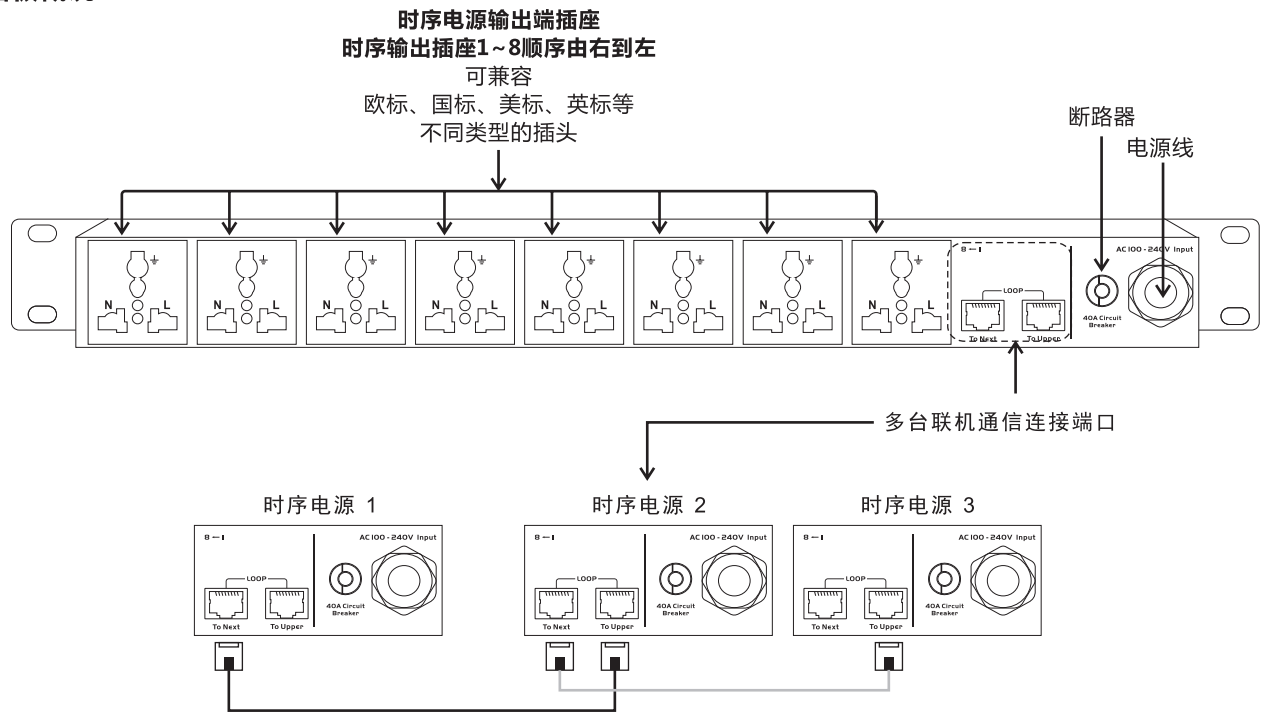 时序电源输出端插座
时序输出插座1~8顺序由右到左
可兼容
欧标、国标、美标、英标等
不同类型的插头
断路器
电源线
N L
N L
N L
N L
N L
N L
N L
N L
8 ← 1
AC 100 - 240V Input
LOOP
40A Circuit
Breaker
To Next To Upper
多台联机通信连接端口
时序电源 1
时序电源 2
时序电源 3
8 ← 1
AC 100 - 240V Input
LOOP
40A Circuit
Breaker
To Next To Upper
8 ← 1
AC 100 - 240V Input
LOOP
40A Circuit
Breaker
To Next To Upper
8 ← 1
AC 100 - 240V Input
LOOP
40A Circuit
Breaker
To Next To Upper